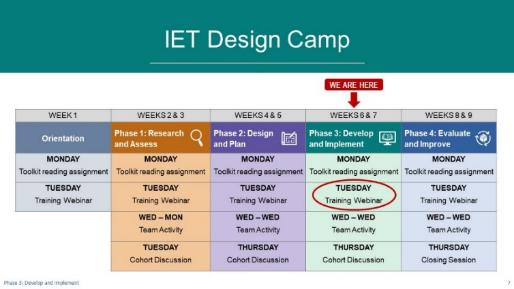 IET Design Camp
WE ARE HERE
WEEK 1
WEEKS 2 & 3
WEEKS 4 & 5
WEEKS 6 & 7
WEEKS 8 & 9
Orientation
Phase 1: Research
and Assess
Phase 2: Design
and Plan
Phase 3: Develop
and Implement
Phase 4: Evaluate
and Improve
MONDAY
Toolkit reading assignment
MONDAY
Toolkit reading assignment
MONDAY
Toolkit reading assignment
MONDAY
Toolkit reading assignment
MONDAY
Toolkit reading assignment
TUESDAY
Training Webinar
TUESDAY
Training Webinar
TUESDAY
Training Webinar
TUESDAY
Training Webinar
TUESDAY
Training Webinar
WED – MON
Team Activity
WED – WED
Team Activity
WED – WED
Team Activity
WED – WED
Team Activity
TUESDAY
Cohort Discussion
THURSDAY
Cohort Discussion
THURSDAY
Cohort Discussion
THURSDAY
Closing Session
Phase 3: Develop and Implement
7